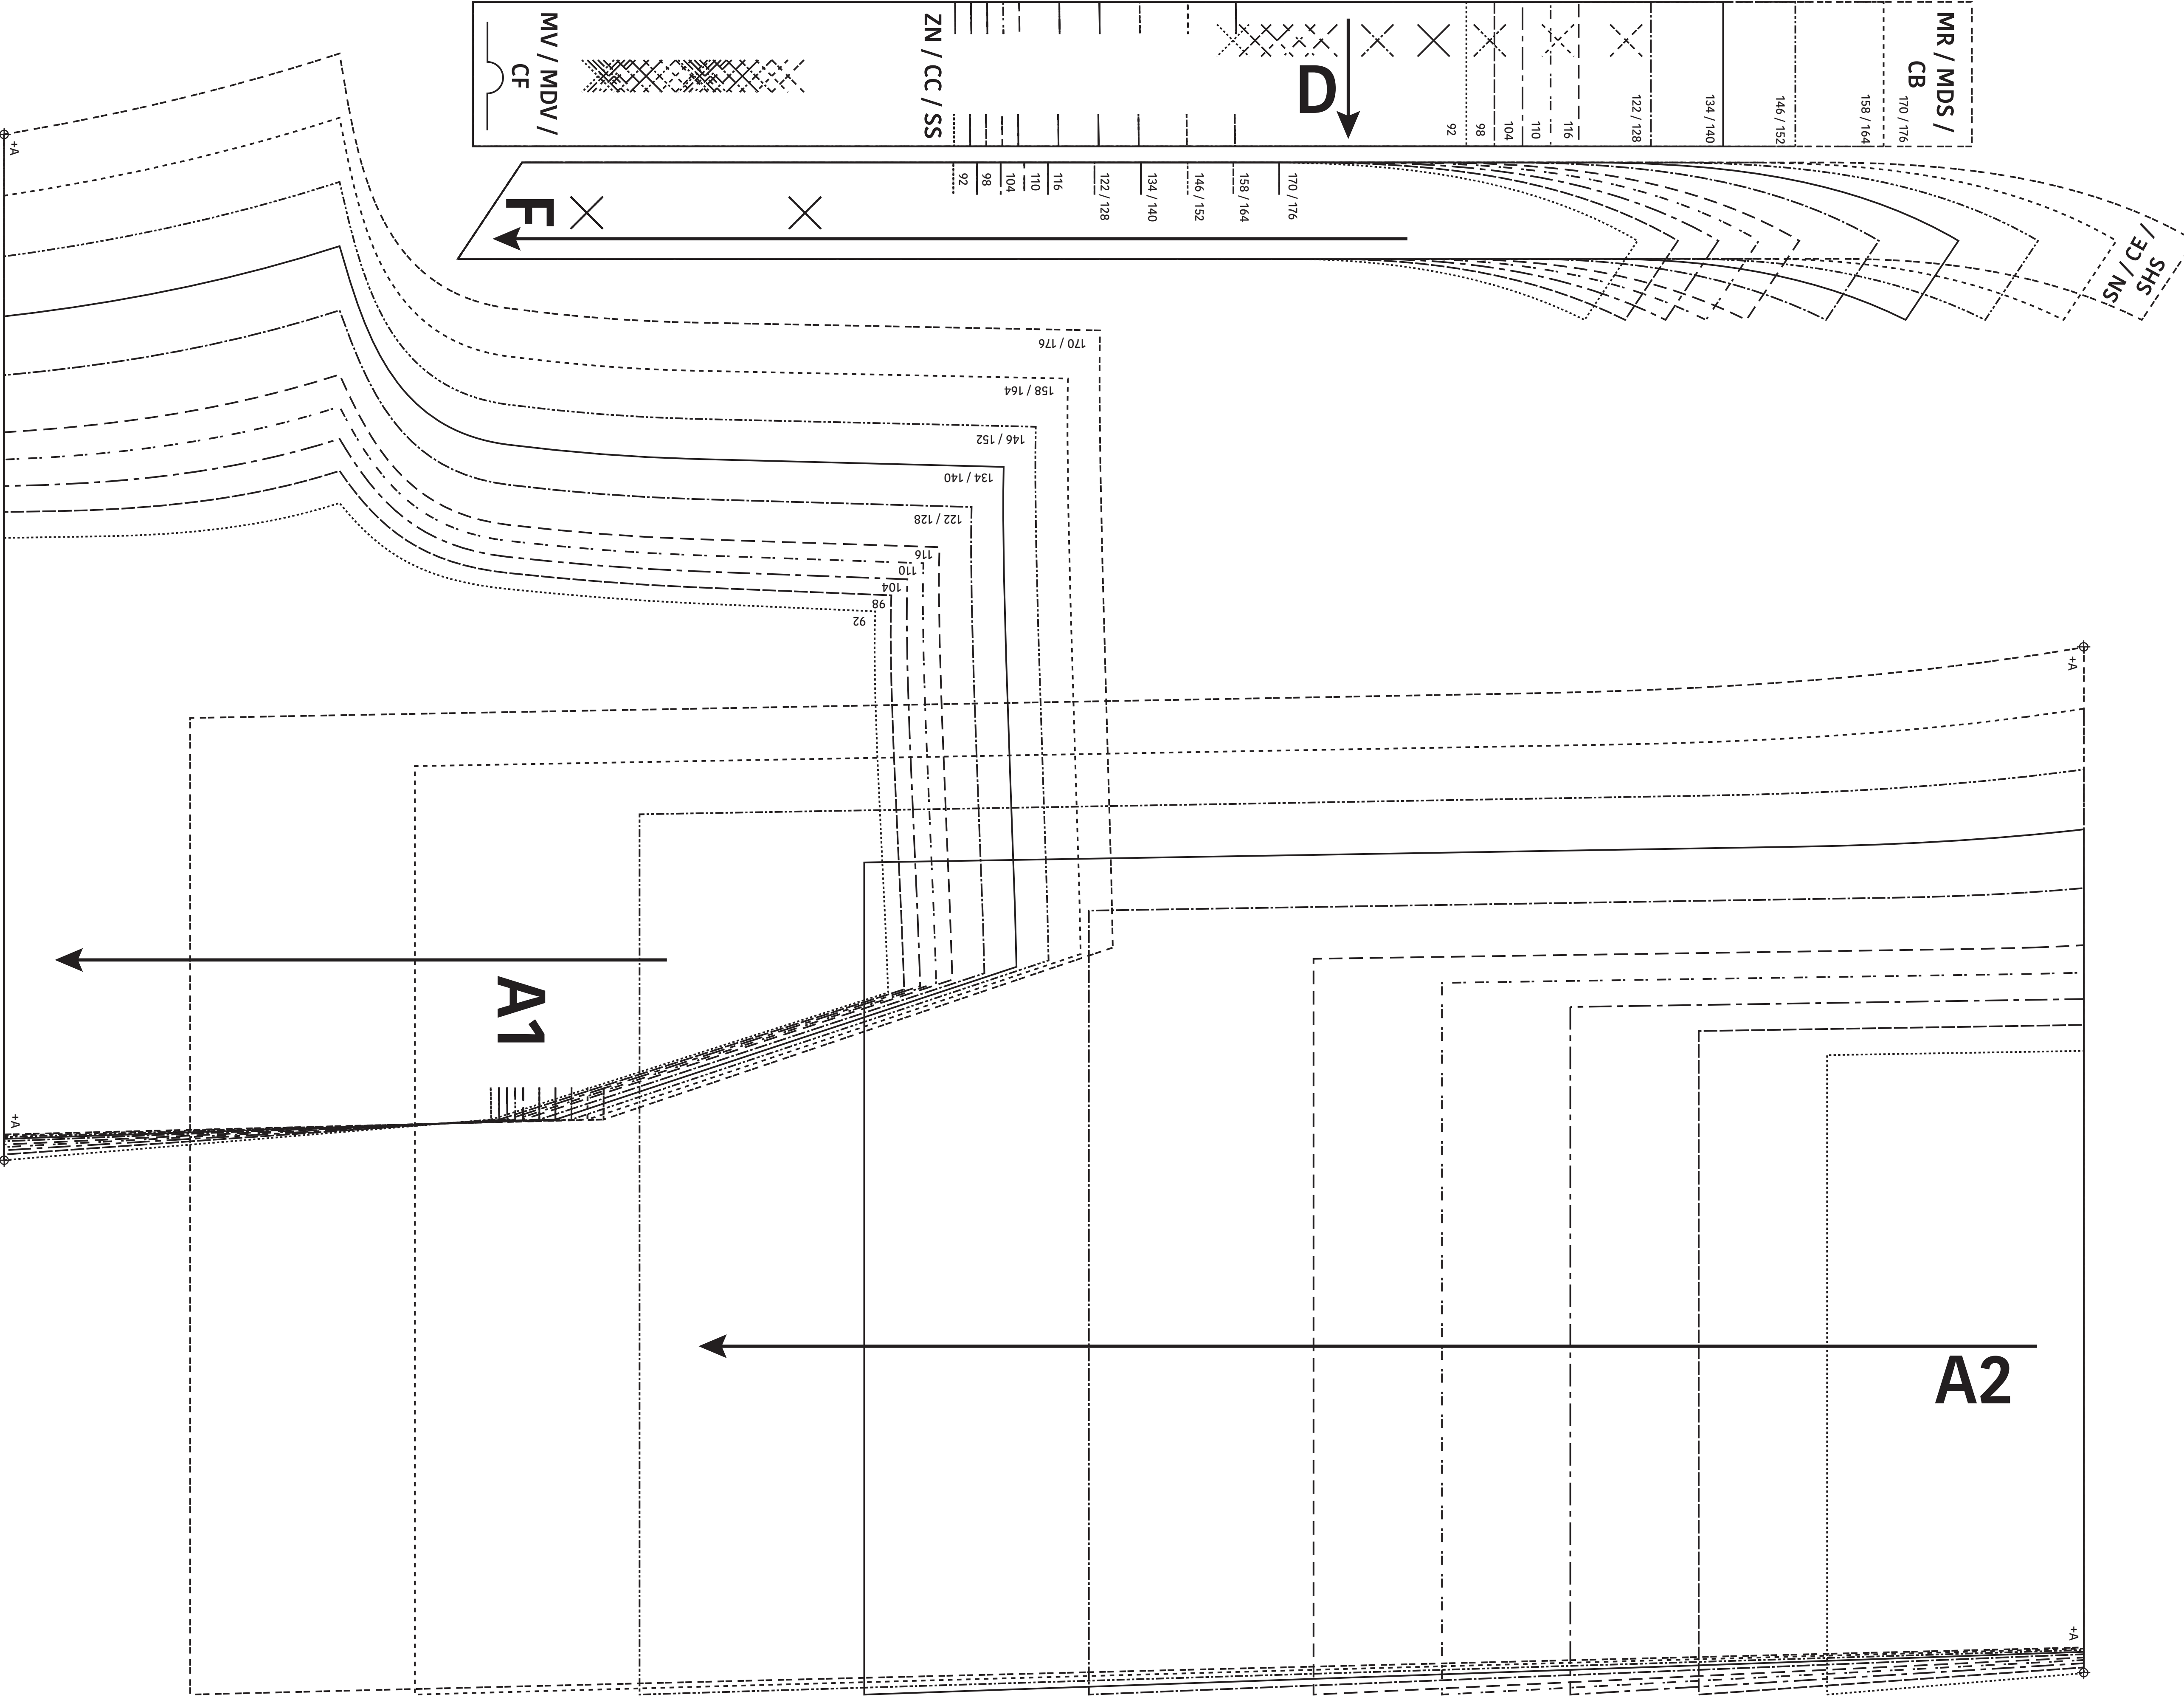 MV / MDV /
CF
ZN / CC / SS
D
92
98
104
110
116
122 / 128
134 / 140
146 / 152
158 / 164
170 / 176
MR / MDS /
CB
F
92
98
104
110
116
122 / 128
134 / 140
146 / 152
158 / 164
170 / 176
SN / CE /
SHS
+A
170 / 176
158 / 164
146 / 152
134 / 140
122 / 128
116
110
104
98
92
A1
+A
+A
A2
+A